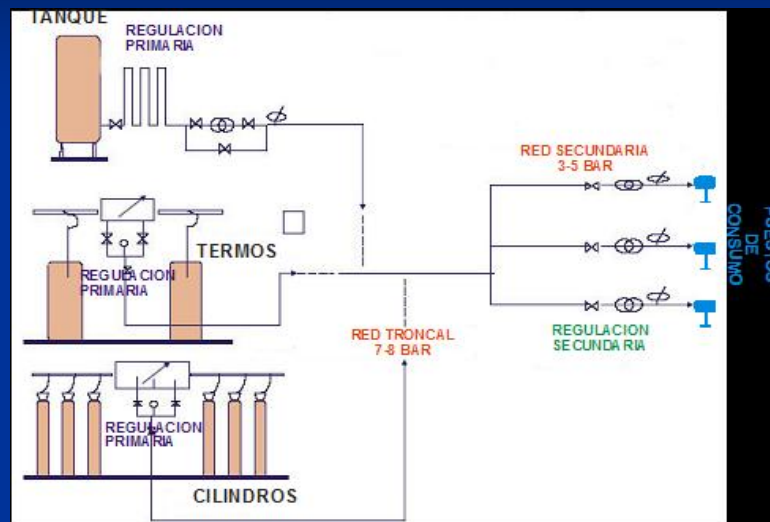 TANQUE
REGULACION
PRIMARIA
RED SECUNDARIA
3-5 BAR
TERMOS
REGULACION
PRIMARIA
RED TRONCAL
7-8 BAR
REGULACION
SECUNDARIA
REGULACION
PRIMARIA
CILINDROS
DE
CONSUMO